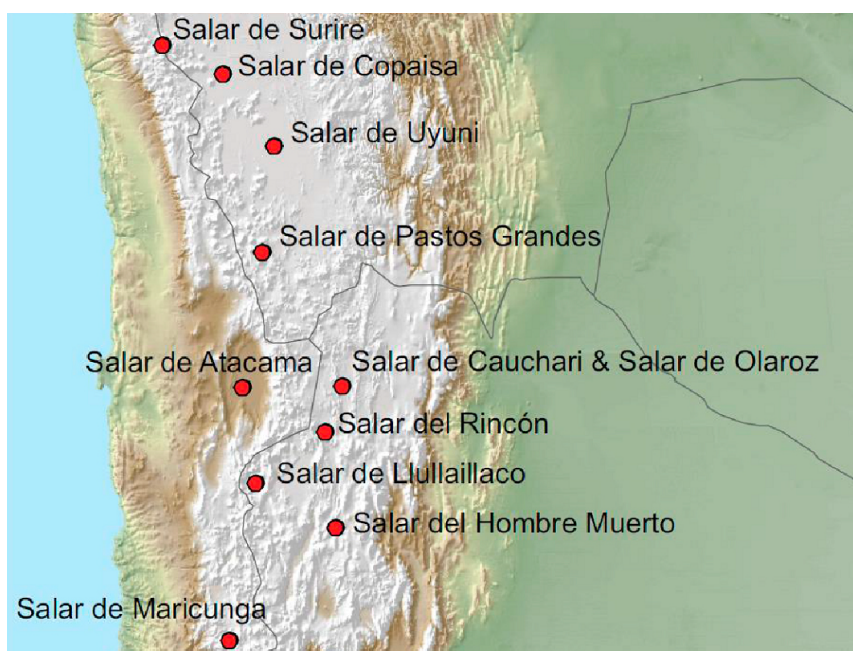 Salar de Surire
Salar de Copaisa
Salar de Uyuni
Salar de Pastos Grandes
Salar de Atacama
Salar de Cauchari & Salar de Olaroz
Salar del Rincón
Salar de Llullaillaco
Salar del Hombre Muerto
Salar de Maricunga